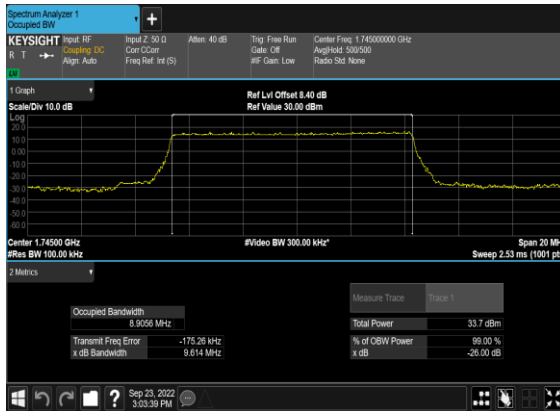 Spectrum Analyzer 1
Occupied BW
+
KEYSIGHT Input: RF Input Z: 50 Ω Atten: 40 dB Trig: Free Run Center Freq: 1.745000000 GHz
R T Coupling: DC Corr CCorr Gate: Off Avg|Hold: 500/500
Align: Auto Freq Ref: Int (S) #IF Gain: Low Radio Std: None
LXI
1 Graph
Ref Lvl Offset 8.40 dB
Scale/Div 10.0 dB Ref Value 30.00 dBm
Log
20.0
10.0
0.00
-10.0
-20.0
-30.0
-40.0
-50.0
-60.0
Center 1.74500 GHz #Video BW 300.00 kHz* Span 20 MH
#Res BW 100.00 kHz Sweep 2.53 ms (1001 pt
2 Metrics
Measure Trace Trace 1
Occupied Bandwidth
8.9056 MHz Total Power 33.7 dBm
Transmit Freq Error -175.26 kHz % of OBW Power 99.00 %
x dB Bandwidth 9.614 MHz x dB -26.00 dB
? Sep 23, 2022
3:03:39 PM